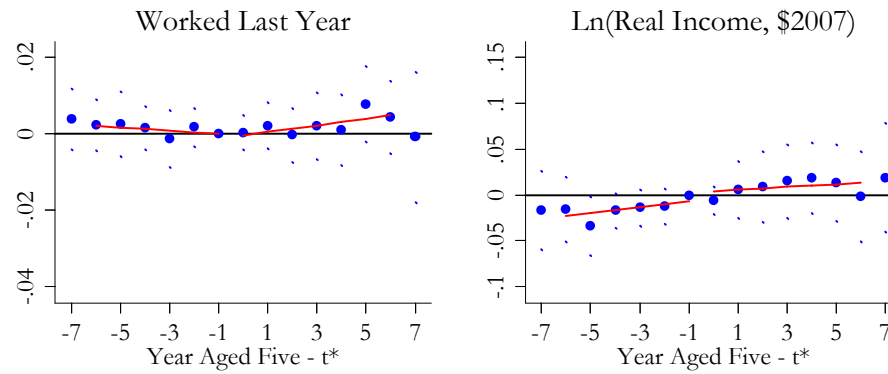 Worked Last Year
.02
0
-.02
-.04
-7 -5 -3 -1 1 3 5 7
Year Aged Five - t*
Ln(Real Income, $2007)
.15
.1
.05
0
-.05
-.1
-7 -5 -3 -1 1 3 5 7
Year Aged Five - t*